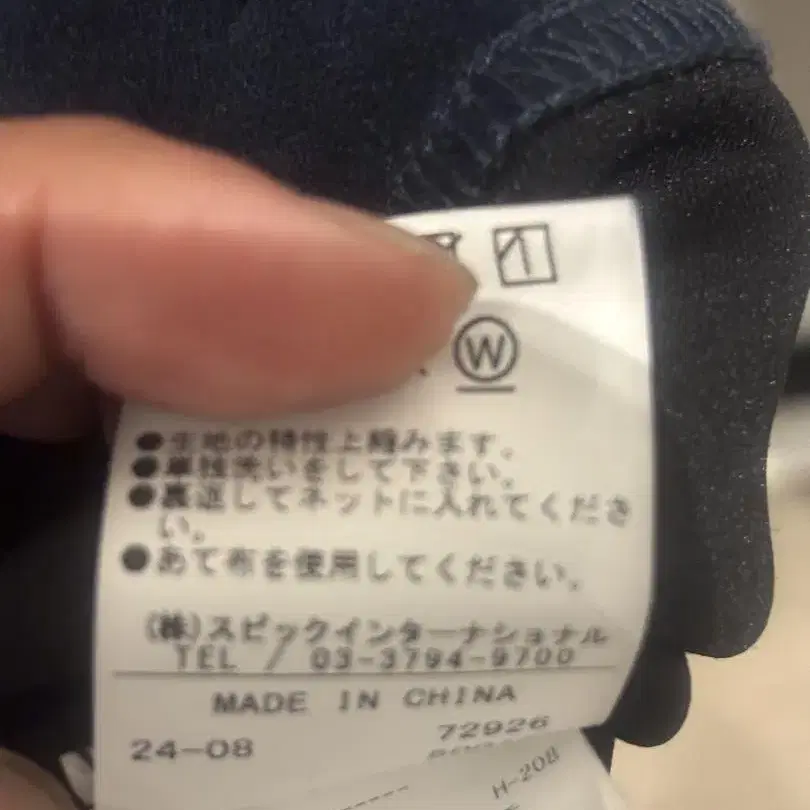 W
●生地の特性上縮みます。
●単独洗いをして下さい。
●裏返してネットに入れてくださ
い。
●あて布を使用してください。
(株)スピックインターナショナル
TEL / 03-3794-9700
MADE IN CHINA
72926
24-08
H-208